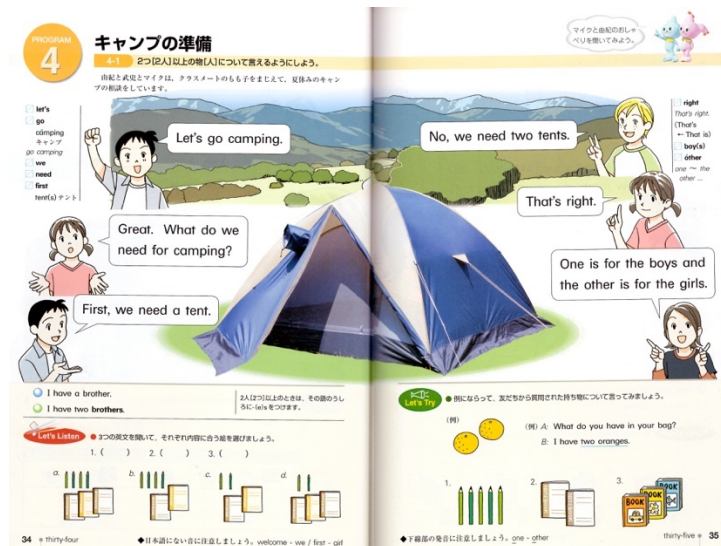 PROGRAM
4
キャンプの準備
4-1 2つ[2人]以上の物[人]について言えるようにしよう。
由紀と武史とマイクは，クラスメートのもも子をまじえて，夏休みのキャン
プの相談をしています。
let's
go
cámping
キャンプ
go camping
we
need
first
tent(s) テント
Let's go camping.
Great. What do we
need for camping?
First, we need a tent.
I have a brother.
I have two brothers.
2人[2つ]以上のときは，その語のうし
ろに-(e)sをつけます。
Let's Listen
● 3つの英文を聞いて，それぞれ内容に合う絵を選びましょう。
1. ( ) 2. ( ) 3. ( )
a. b. c. d.
34 ● thirty-four
◆日本語にない音に注意しましょう。welcome - we / first - girl
マイクと由紀のおしゃ
べりを聞いてみよう。
right
That's right.
(That's
← That is)
boy(s)
óther
one ～ the
other ...
No, we need two tents.
That's right.
One is for the boys and
the other is for the girls.
Let's Try
● 例にならって，友だちから質問された持ち物について言ってみましょう。
(例)
(例) A: What do you have in your bag?
B: I have two oranges.
1. 2. 3.
BOOK
BOOK
BOOK
◆下線部の発音に注意しましょう。one - other
thirty-five ● 35